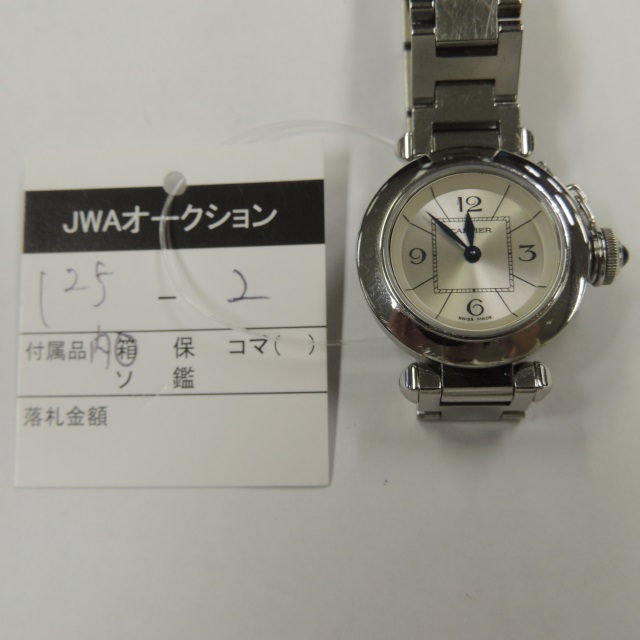 JWAオークション
125 - 2
付属品 内 箱 保 コマ( )
ソ 鑑
落札金額
12
3
6
9
CARTIER
SWISS MADE